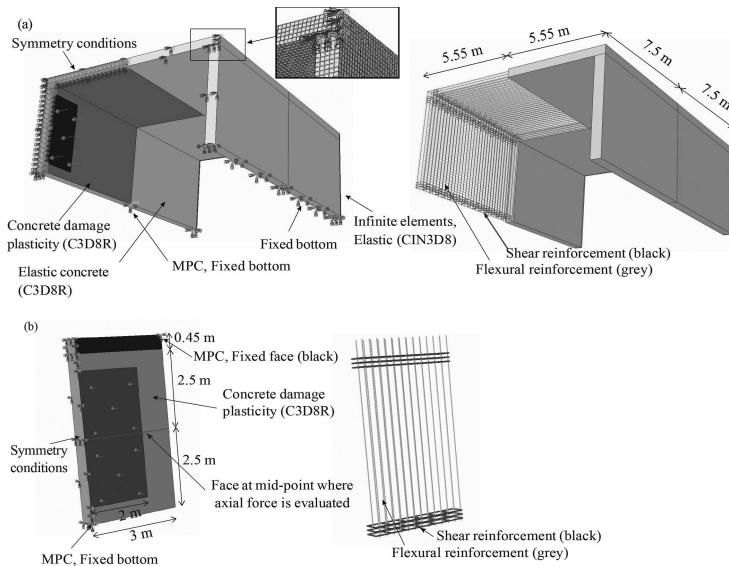 (a)
Symmetry conditions
Concrete damage
plasticity (C3D8R)
Elastic concrete
(C3D8R)
MPC, Fixed bottom
Fixed bottom
Infinite elements,
Elastic (CIN3D8)
5.55 m
5.55 m
7.5 m
7.5 m
Shear reinforcement (black)
Flexural reinforcement (grey)
(b)
0.45 m
MPC, Fixed face (black)
2.5 m
Concrete damage
plasticity (C3D8R)
2.5 m
Symmetry
conditions
Face at mid-point where
axial force is evaluated
2 m
3 m
MPC, Fixed bottom
Shear reinforcement (black)
Flexural reinforcement (grey)